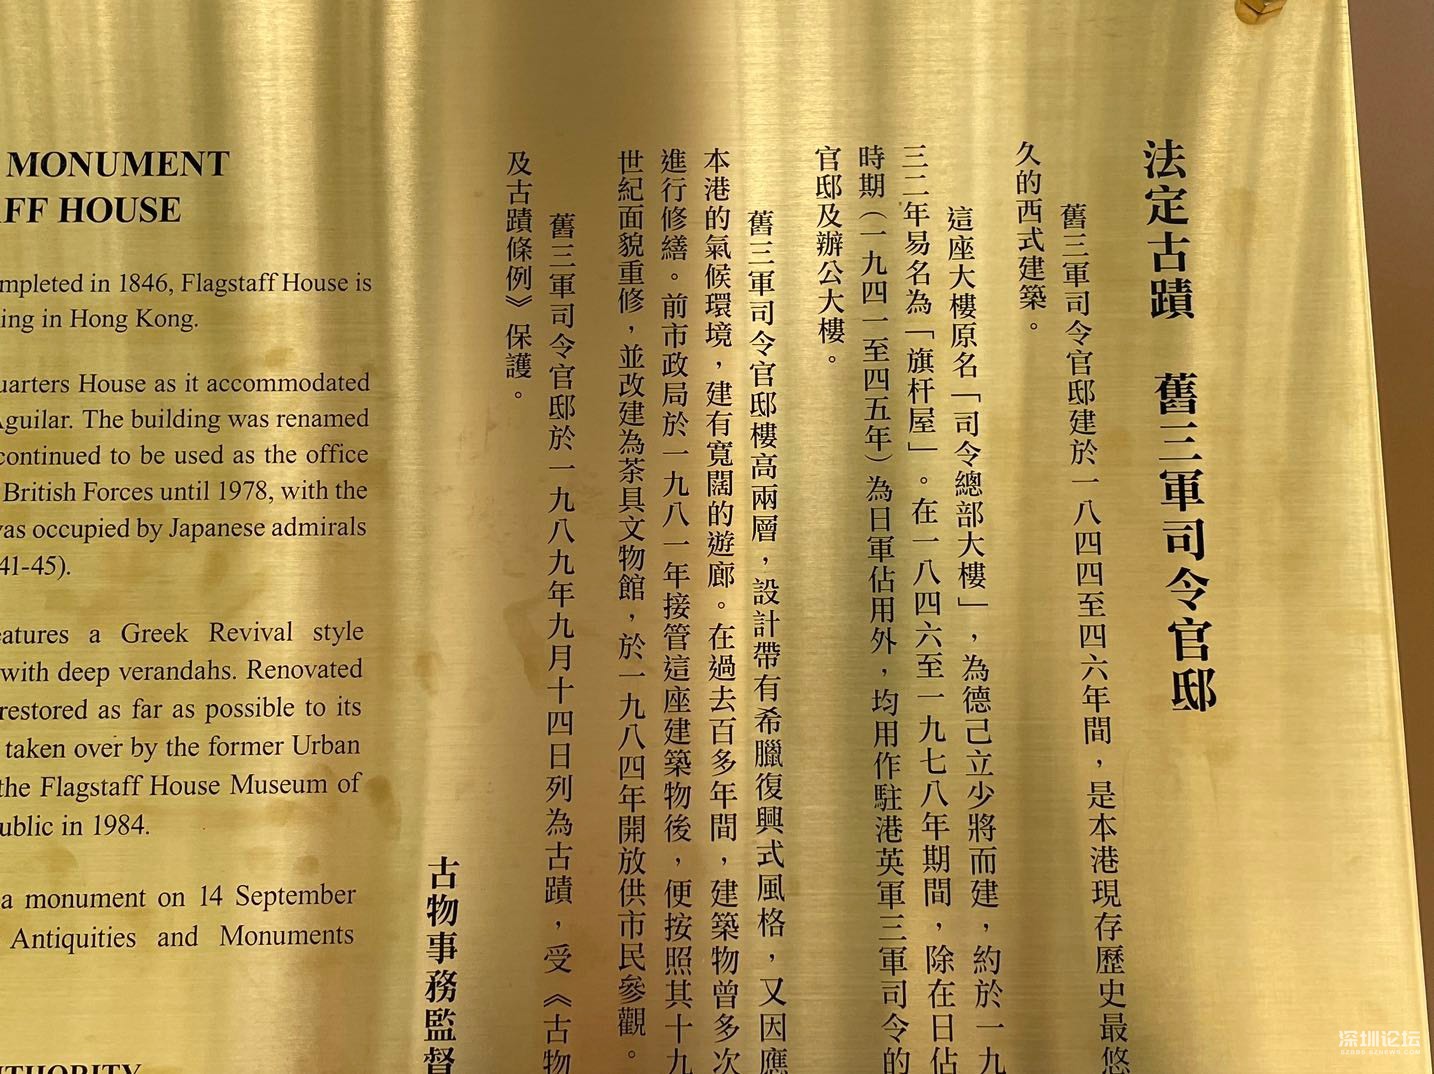 MONUMENT
AFF HOUSE
mpleted in 1846, Flagstaff House is
ing in Hong Kong.
uarters House as it accommodated
Aguilar. The building was renamed
continued to be used as the office
British Forces until 1978, with the
was occupied by Japanese admirals
41-45).
eatures a Greek Revival style
with deep verandahs. Renovated
restored as far as possible to its
taken over by the former Urban
the Flagstaff House Museum of
ublic in 1984.
a monument on 14 September
Antiquities and Monuments
UTHORITY
法定古蹟　舊三軍司令官邸
舊三軍司令官邸建於一八四四至四六年間，是本港現存歷史最悠
久的西式建築。
這座大樓原名「司令總部大樓」，為德己立少將而建，約於一九
三二年易名為「旗杆屋」。在一八四六至一九七八年期間，除在日佔
時期（一九四一至四五年）為日軍佔用外，均用作駐港英軍三軍司令的
官邸及辦公大樓。
舊三軍司令官邸樓高兩層，設計帶有希臘復興式風格，又因應
本港的氣候環境，建有寬闊的遊廊。在過去百多年間，建築物曾多次
進行修繕。前市政局於一九八一年接管這座建築物後，便按照其十九
世紀面貌重修，並改建為茶具文物館，於一九八四年開放供市民參觀。
舊三軍司令官邸於一九八九年九月十四日列為古蹟，受《古物
及古蹟條例》保護。
古物事務監督
深圳论坛